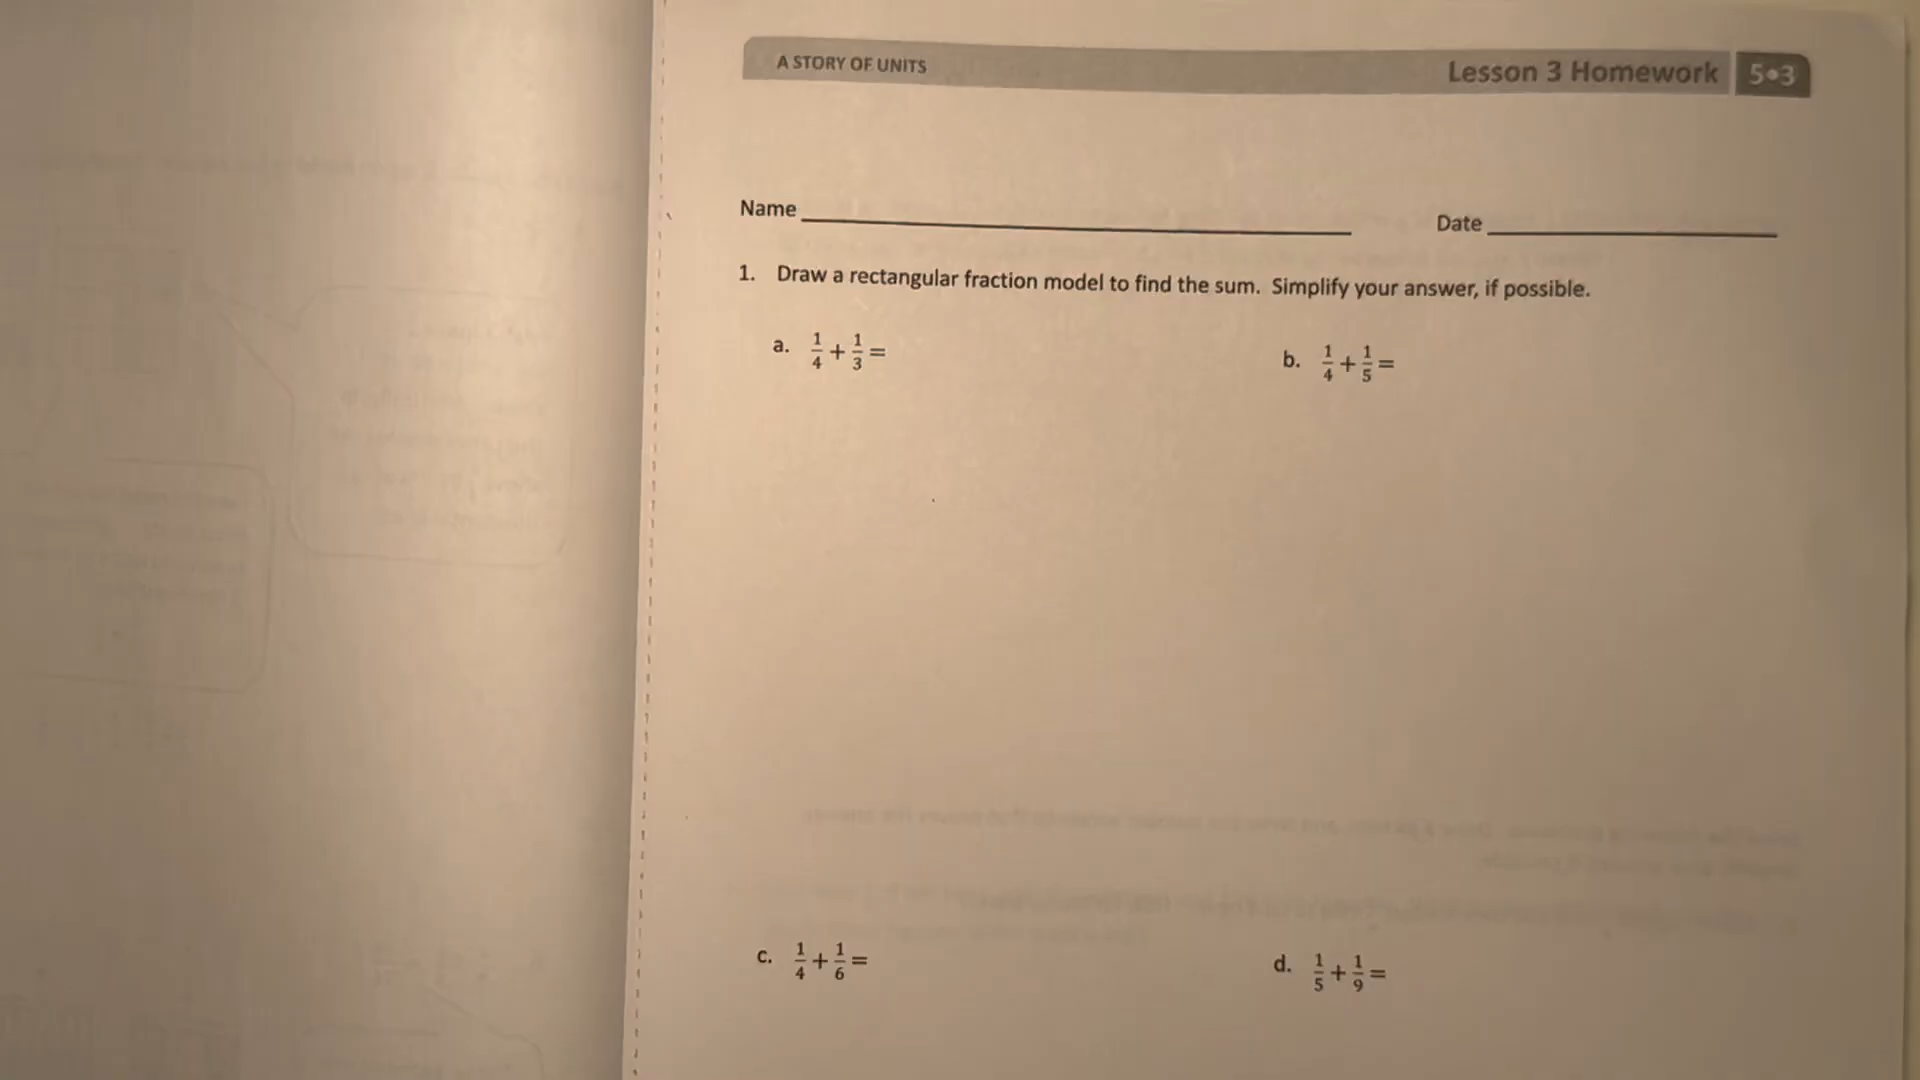 A STORY OF UNITS
Lesson 3 Homework 5•3
Name
Date
1. Draw a rectangular fraction model to find the sum. Simplify your answer, if possible.
a. 1/4 + 1/3 =
b. 1/4 + 1/5 =
c. 1/4 + 1/6 =
d. 1/5 + 1/9 =